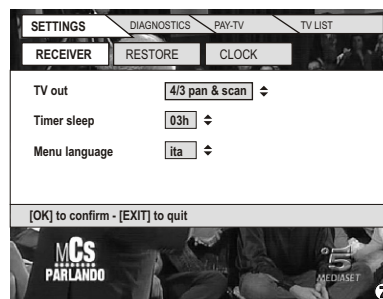 SETTINGS DIAGNOSTICS PAY-TV TV LIST
RECEIVER RESTORE CLOCK
TV out 4/3 pan & scan
Timer sleep 03h
Menu language ita
[OK] to confirm - [EXIT] to quit
MCs
PARLANDO
5
MEDIASET